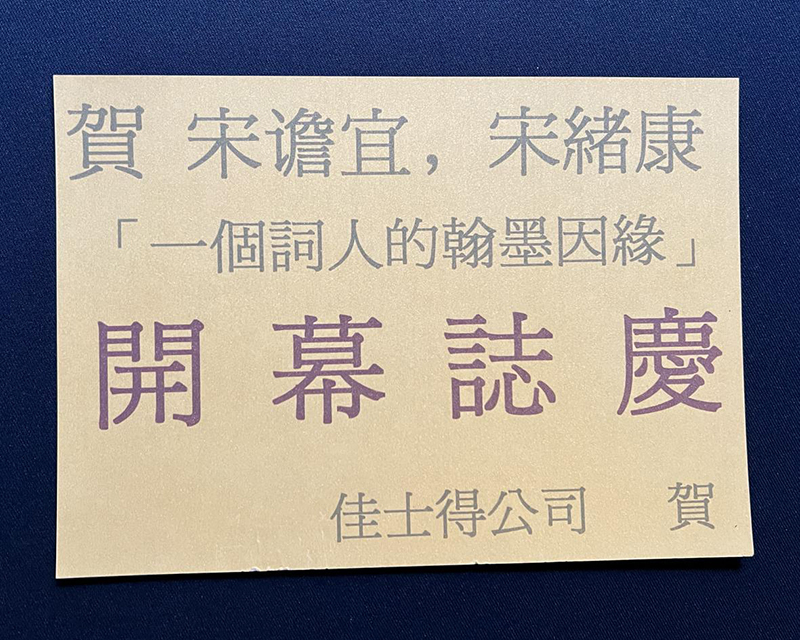 賀 宋谵宜，宋緒康
「一個詞人的翰墨因緣」
開幕誌慶
佳士得公司 賀